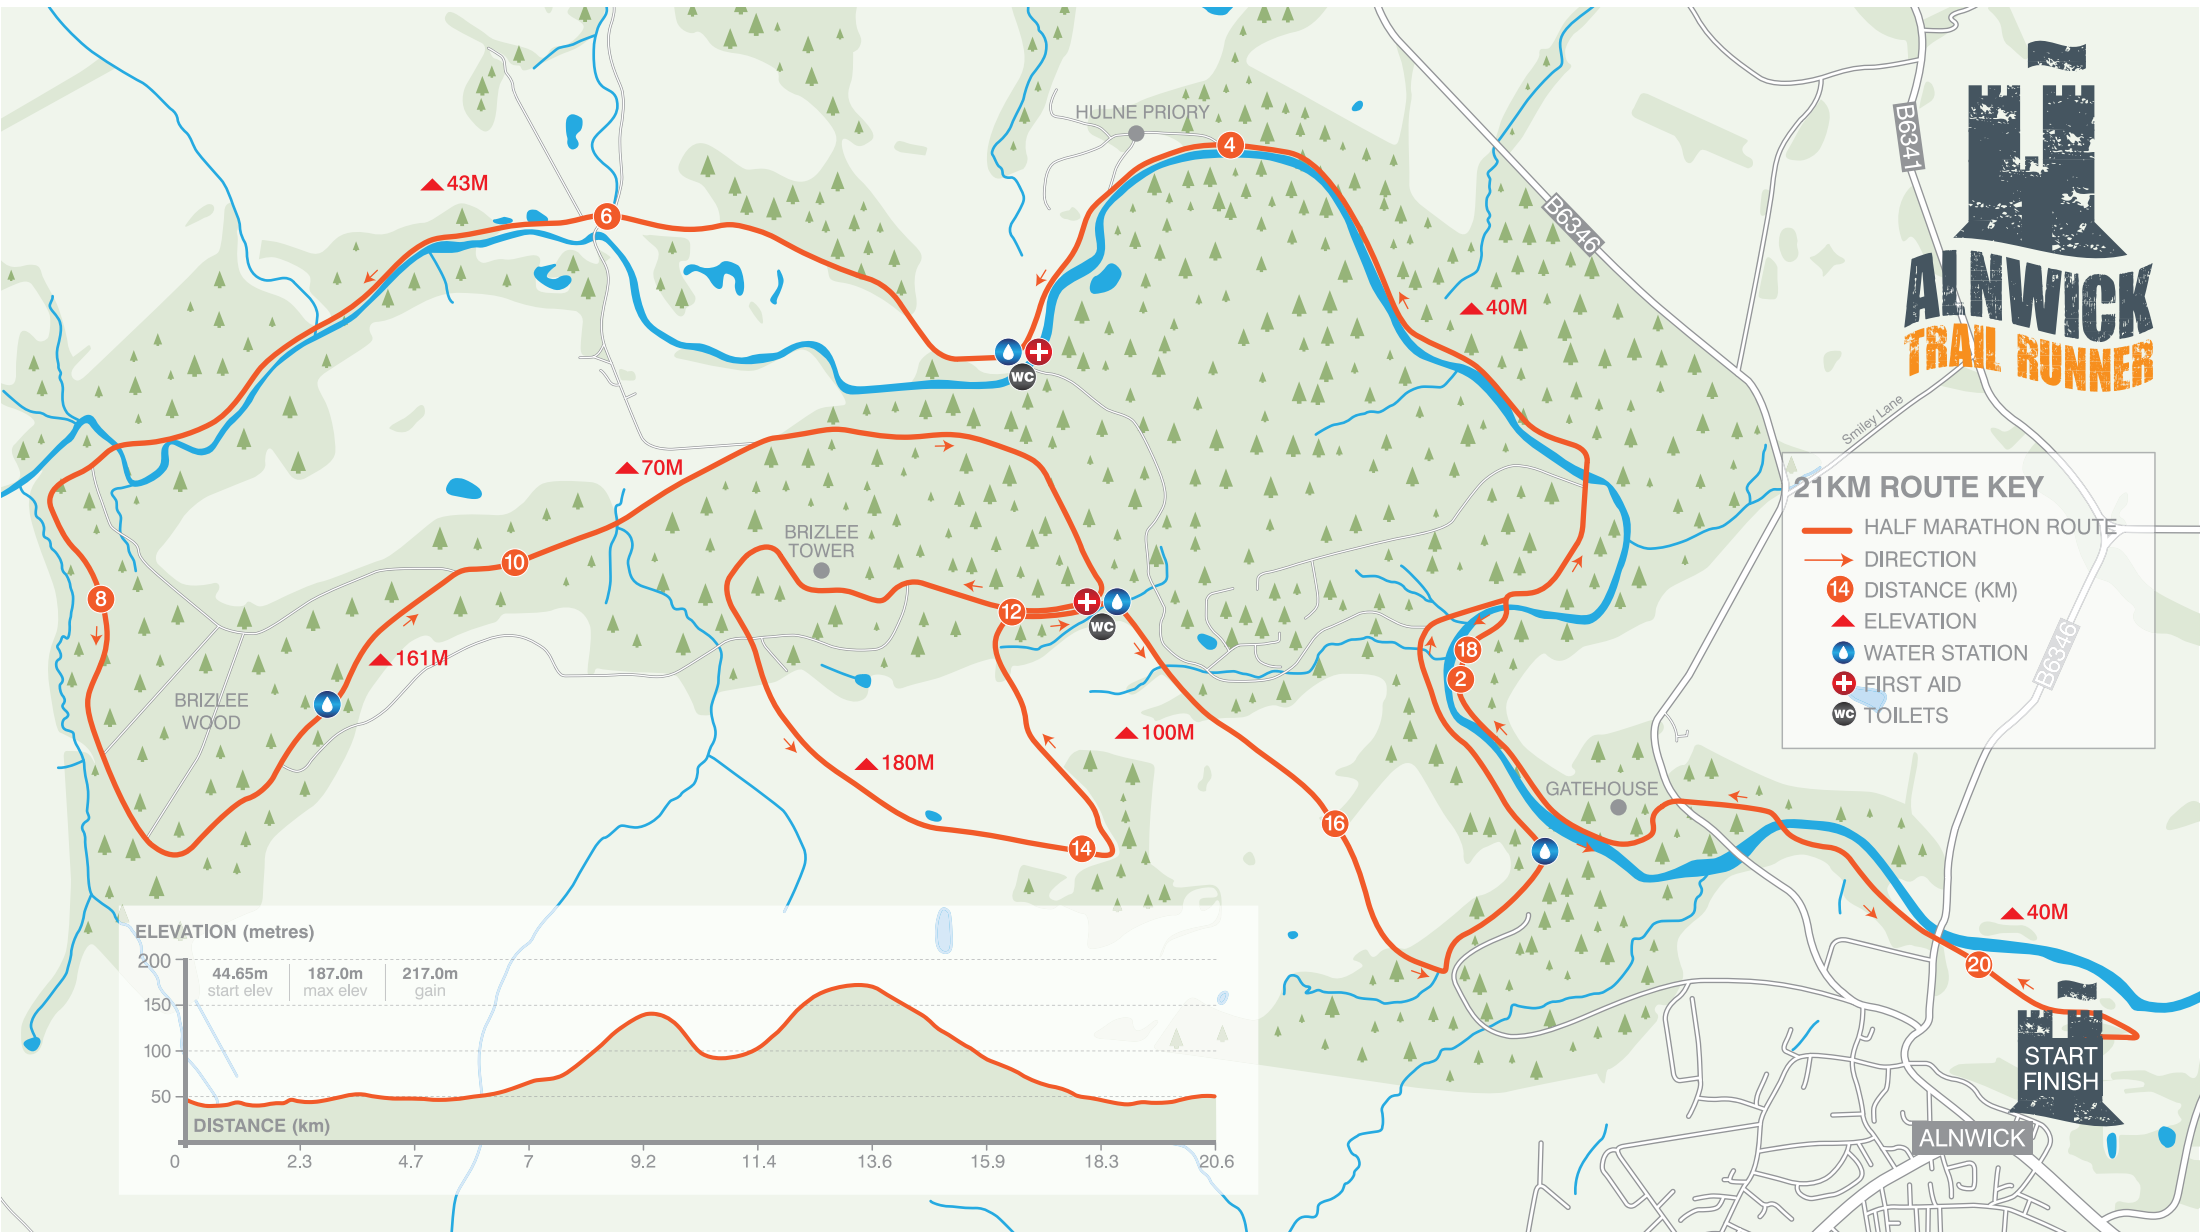 HULNE PRIORY
4
B6341
43M
6
B6346
40M
ALNWICK
TRAIL RUNNER
WC
Smiley Lane
70M
BRIZLEE
TOWER
10
8
12
WC
161M
BRIZLEE
WOOD
18
2
100M
180M
GATEHOUSE
14
16
B6346
40M
20
START
FINISH
ALNWICK
21KM ROUTE KEY
HALF MARATHON ROUTE
DIRECTION
14 DISTANCE (KM)
ELEVATION
WATER STATION
FIRST AID
WC TOILETS
ELEVATION (metres)
200
44.65m 187.0m 217.0m
start elev max elev gain
150
100
50
DISTANCE (km)
0 2.3 4.7 7 9.2 11.4 13.6 15.9 18.3 20.6